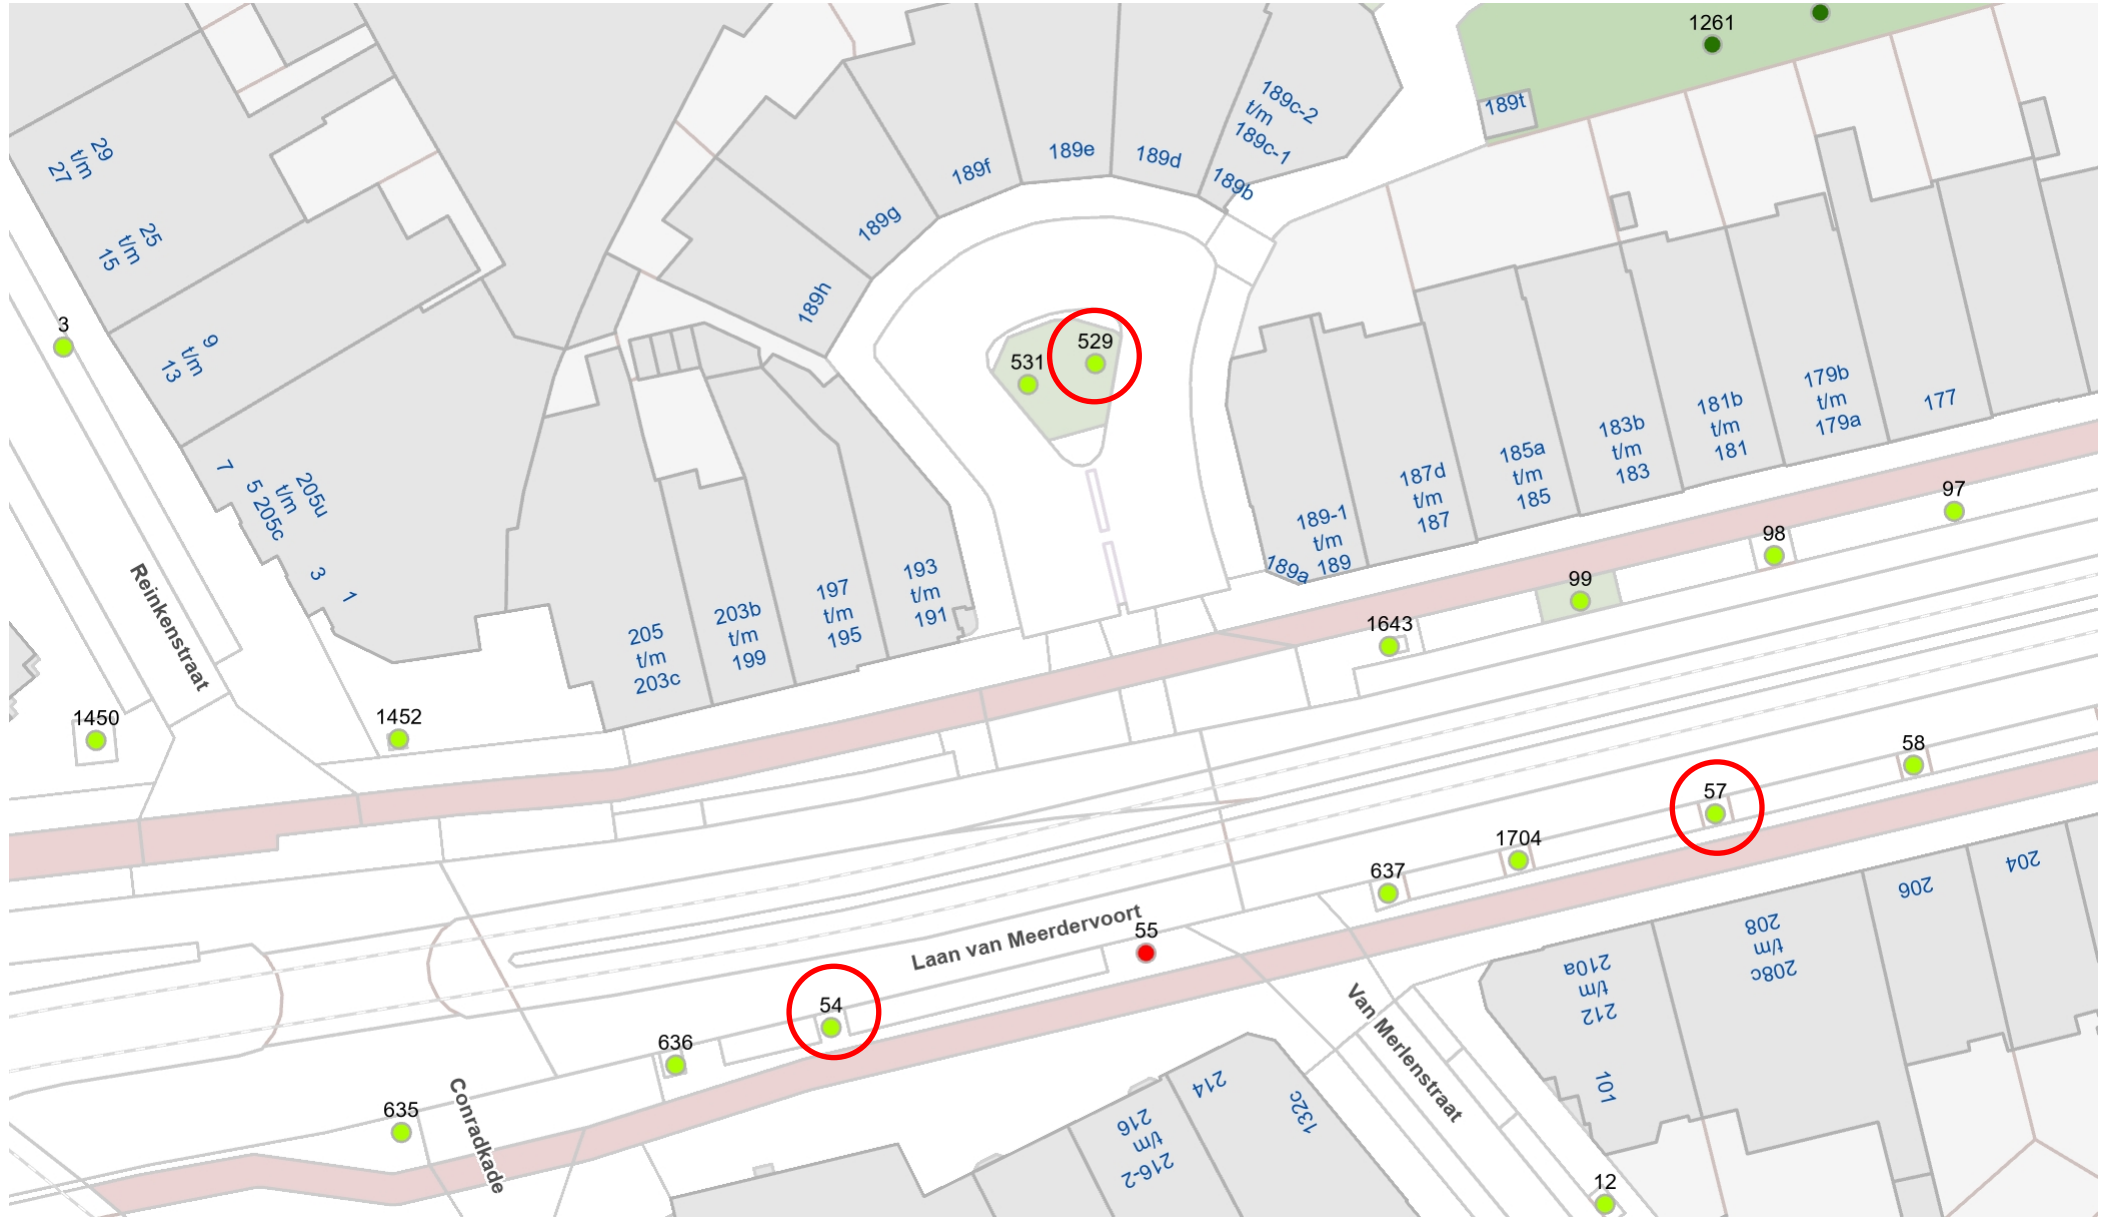 1261
189c-2
t/m
189c-1
189t
189b
189d
189e
189f
189g
189h
29
t/m
27
25
t/m
15
3
9
t/m
13
529
531
179b
t/m
179a
177
181b
t/m
181
183b
t/m
183
185a
t/m
185
187d
t/m
187
189-1
t/m
189
189a
97
98
99
1643
7
205u
t/m
205c
5
3
1
Reinkenstraat
193
t/m
191
197
t/m
195
203b
t/m
199
205
t/m
203c
1450
1452
58
57
1704
637
Laan van Meerdervoort
55
54
636
635
Conradkade
Van Merlenstraat
204
206
208
t/m
208c
210a
t/m
212
101
214
132c
216
t/m
216-2
12